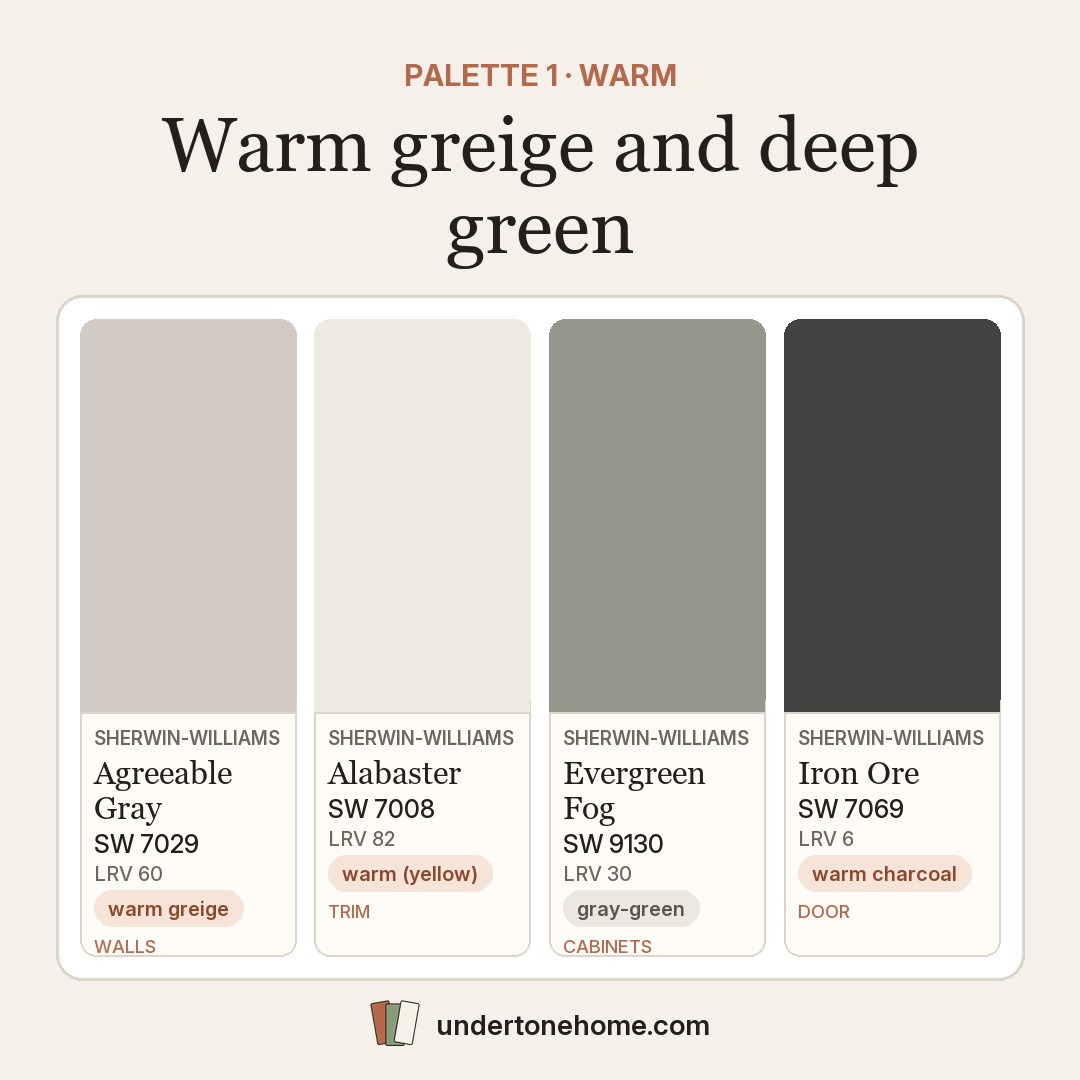 PALETTE 1 · WARM
Warm greige and deep
green
SHERWIN-WILLIAMS
Agreeable
Gray
SW 7029
LRV 60
warm greige
WALLS
SHERWIN-WILLIAMS
Alabaster
SW 7008
LRV 82
warm (yellow)
TRIM
SHERWIN-WILLIAMS
Evergreen
Fog
SW 9130
LRV 30
gray-green
CABINETS
SHERWIN-WILLIAMS
Iron Ore
SW 7069
LRV 6
warm charcoal
DOOR
undertonehome.com